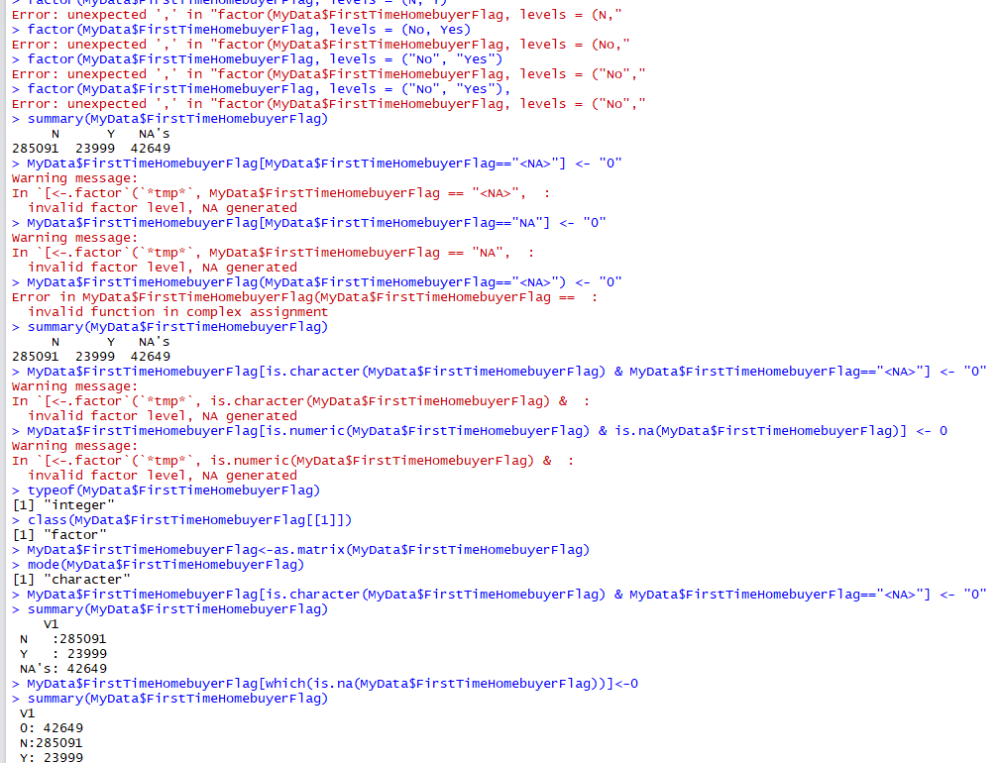 > factor(MyData$FirstTimeHomebuyerFlag, levels = (N, Y)
Error: unexpected ',' in "factor(MyData$FirstTimeHomebuyerFlag, levels = (N,"
> factor(MyData$FirstTimeHomebuyerFlag, levels = (No, Yes)
Error: unexpected ',' in "factor(MyData$FirstTimeHomebuyerFlag, levels = (No,"
> factor(MyData$FirstTimeHomebuyerFlag, levels = ("No", "Yes")
Error: unexpected ',' in "factor(MyData$FirstTimeHomebuyerFlag, levels = ("No","
> factor(MyData$FirstTimeHomebuyerFlag, levels = ("No", "Yes"),
Error: unexpected ',' in "factor(MyData$FirstTimeHomebuyerFlag, levels = ("No","
> summary(MyData$FirstTimeHomebuyerFlag)
     N      Y   NA's
285091  23999  42649
> MyData$FirstTimeHomebuyerFlag[MyData$FirstTimeHomebuyerFlag=="<NA>"] <- "0"
Warning message:
In `[<-.factor`(`*tmp*`, MyData$FirstTimeHomebuyerFlag == "<NA>",  :
  invalid factor level, NA generated
> MyData$FirstTimeHomebuyerFlag[MyData$FirstTimeHomebuyerFlag=="NA"] <- "0"
Warning message:
In `[<-.factor`(`*tmp*`, MyData$FirstTimeHomebuyerFlag == "NA",  :
  invalid factor level, NA generated
> MyData$FirstTimeHomebuyerFlag(MyData$FirstTimeHomebuyerFlag=="<NA>") <- "0"
Error in MyData$FirstTimeHomebuyerFlag(MyData$FirstTimeHomebuyerFlag ==  :
  invalid function in complex assignment
> summary(MyData$FirstTimeHomebuyerFlag)
     N      Y   NA's
285091  23999  42649
> MyData$FirstTimeHomebuyerFlag[is.character(MyData$FirstTimeHomebuyerFlag) & MyData$FirstTimeHomebuyerFlag=="<NA>"] <- "0"
Warning message:
In `[<-.factor`(`*tmp*`, is.character(MyData$FirstTimeHomebuyerFlag) &  :
  invalid factor level, NA generated
> MyData$FirstTimeHomebuyerFlag[is.numeric(MyData$FirstTimeHomebuyerFlag) & is.na(MyData$FirstTimeHomebuyerFlag)] <- 0
Warning message:
In `[<-.factor`(`*tmp*`, is.numeric(MyData$FirstTimeHomebuyerFlag) &  :
  invalid factor level, NA generated
> typeof(MyData$FirstTimeHomebuyerFlag)
[1] "integer"
> class(MyData$FirstTimeHomebuyerFlag[[1]])
[1] "factor"
> MyData$FirstTimeHomebuyerFlag<-as.matrix(MyData$FirstTimeHomebuyerFlag)
> mode(MyData$FirstTimeHomebuyerFlag)
[1] "character"
> MyData$FirstTimeHomebuyerFlag[is.character(MyData$FirstTimeHomebuyerFlag) & MyData$FirstTimeHomebuyerFlag=="<NA>"] <- "0"
> summary(MyData$FirstTimeHomebuyerFlag)
    V1
 N   :285091
 Y   : 23999
 NA's: 42649
> MyData$FirstTimeHomebuyerFlag[which(is.na(MyData$FirstTimeHomebuyerFlag))]<-0
> summary(MyData$FirstTimeHomebuyerFlag)
 V1
 0: 42649
 N:285091
 Y: 23999